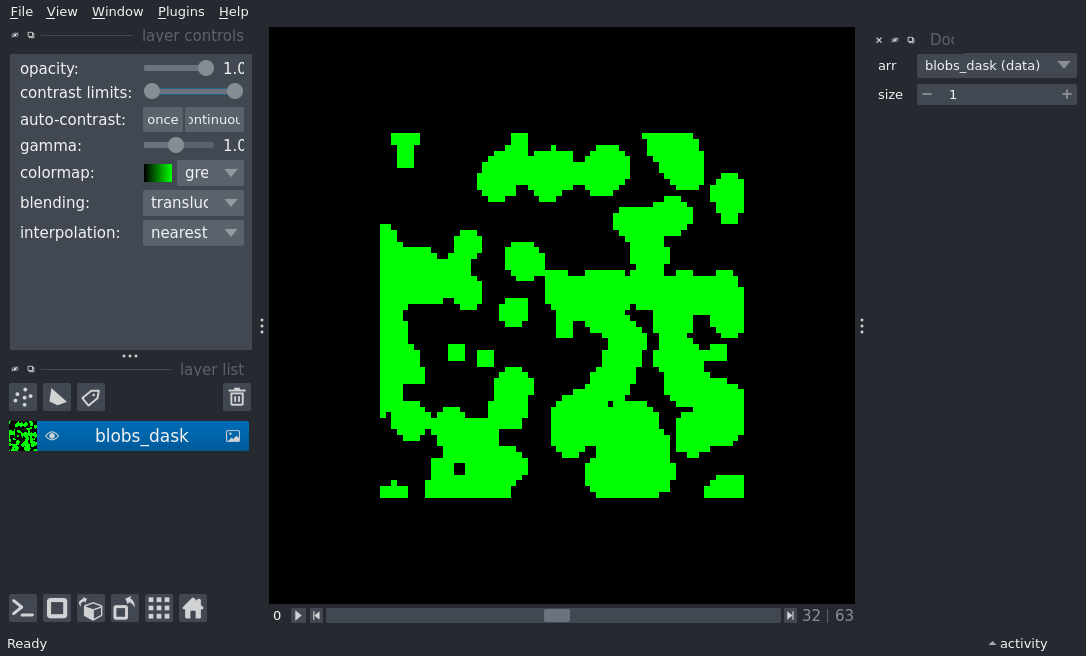 File View Window Plugins Help
layer controls
opacity: 1.0
contrast limits:
auto-contrast: once ontinuou
gamma: 1.0
colormap: gre
blending: transluc
interpolation: nearest
layer list
blobs_dask
0 32 | 63
Ready
Doc
arr blobs_dask (data)
size 1
activity